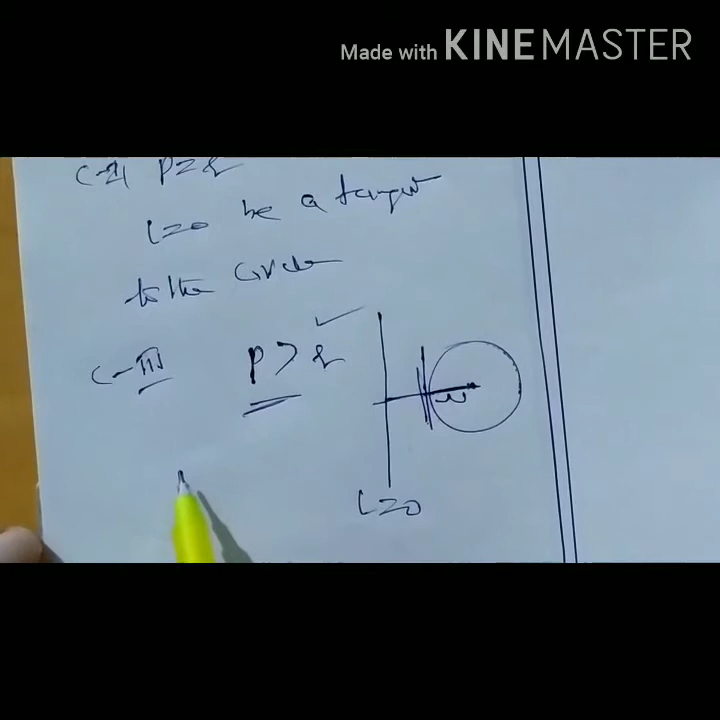 Made with KINEMASTER
C-II P=r
L=0 be a tangent
to the circle
C-III P>r
r
L=0